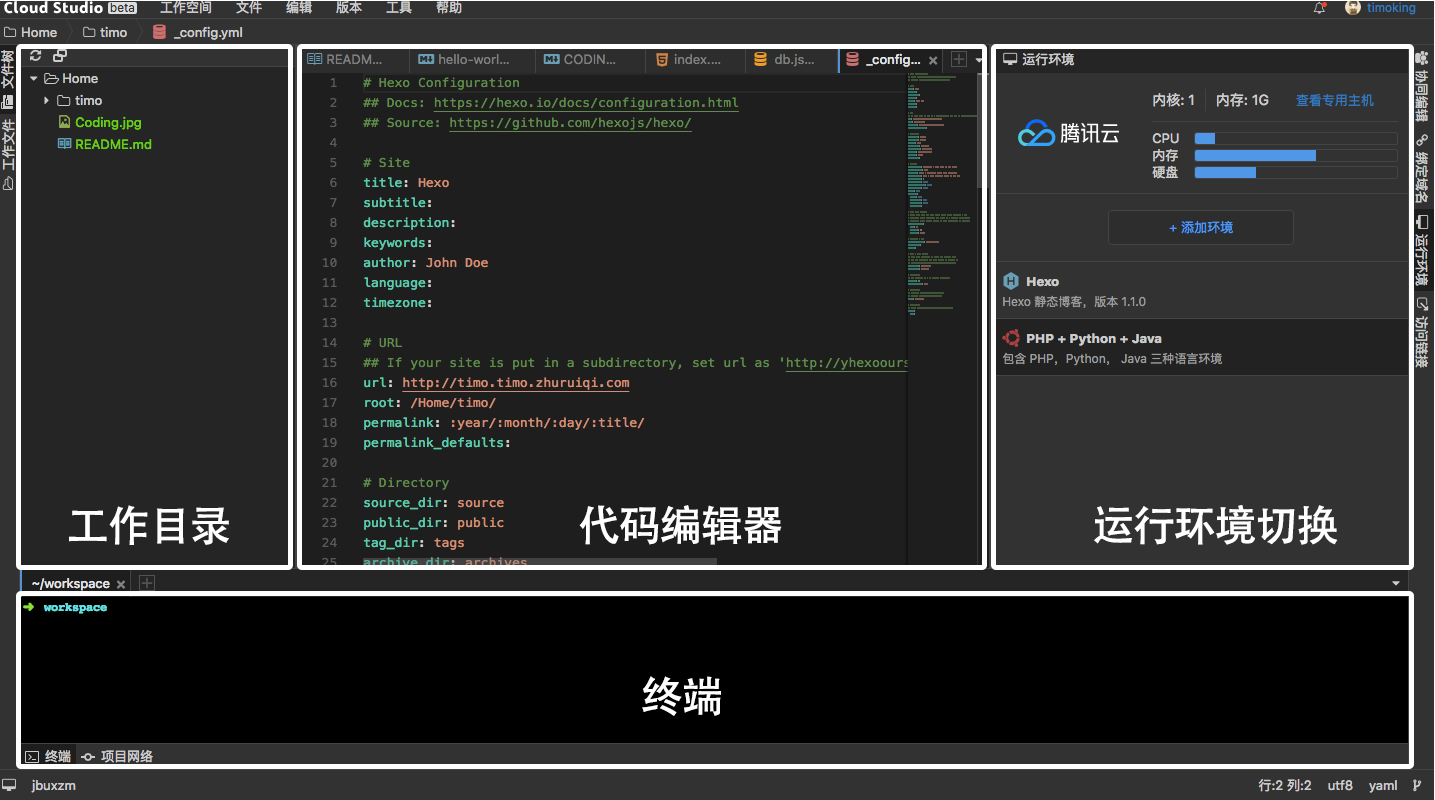 Cloud Studio beta 工作空间 文件 编辑 版本 工具 帮助 timoking
Home timo _config.yml
文件树
工作文件
Home
timo
Coding.jpg
README.md
工作目录
READM... hello-worl... CODIN... index.... db.js... _config...
1 # Hexo Configuration
2 ## Docs: https://hexo.io/docs/configuration.html
3 ## Source: https://github.com/hexojs/hexo/
4
5 # Site
6 title: Hexo
7 subtitle:
8 description:
9 keywords:
10 author: John Doe
11 language:
12 timezone:
13
14 # URL
15 ## If your site is put in a subdirectory, set url as 'http://yhexoours
16 url: http://timo.timo.zhuruiqi.com
17 root: /Home/timo/
18 permalink: :year/:month/:day/:title/
19 permalink_defaults:
20
21 # Directory
22 source_dir: source
23 public_dir: public
24 tag_dir: tags
25 archive_dir: archives
代码编辑器
运行环境
内核: 1 内存: 1G 查看专用主机
腾讯云
CPU
内存
硬盘
+ 添加环境
Hexo
Hexo 静态博客，版本 1.1.0
PHP + Python + Java
包含 PHP，Python， Java 三种语言环境
运行环境切换
协同编辑
绑定域名
运行环境
访问链接
~/workspace
workspace
终端
终端 项目网络
jbuxzm 行:2 列:2 utf8 yaml